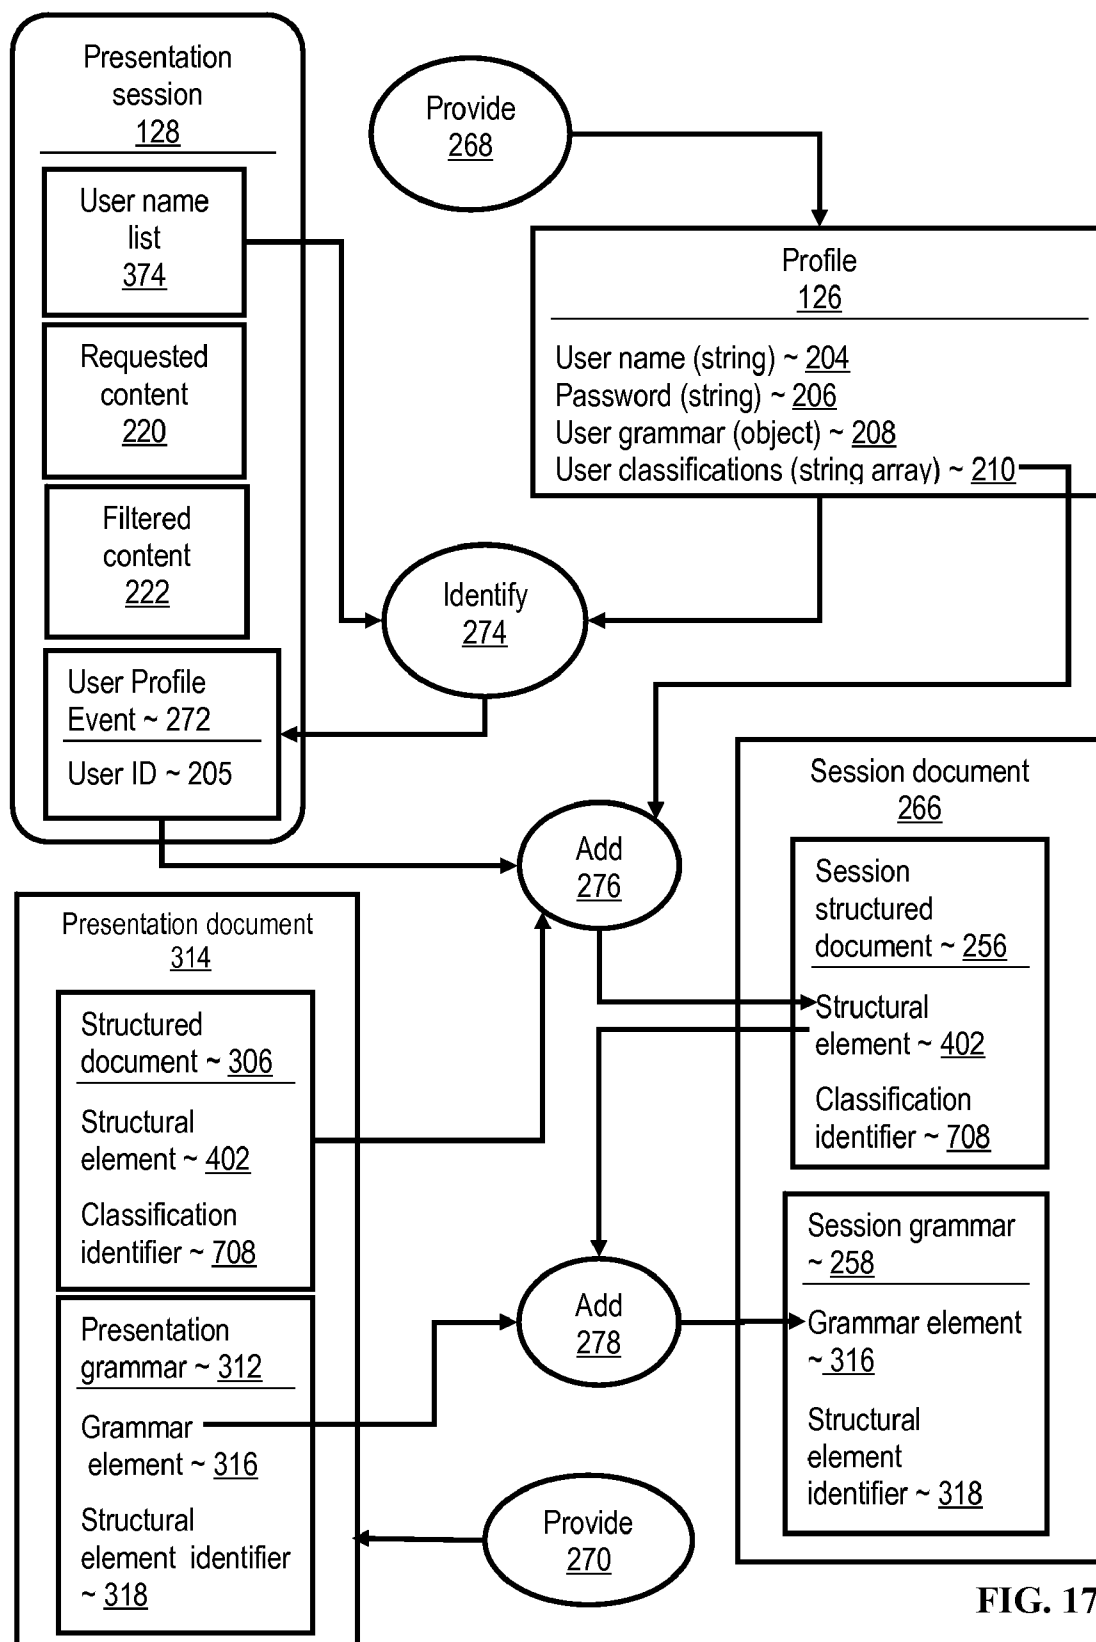 Presentation
session
128
User name
list
374
Requested
content
220
Filtered
content
222
User Profile
Event ~ 272
User ID ~ 205
Provide
268
Profile
126
User name (string) ~ 204
Password (string) ~ 206
User grammar (object) ~ 208
User classifications (string array) ~ 210
Identify
274
Add
276
Session document
266
Session
structured
document ~ 256
Structural
element ~ 402
Classification
identifier ~ 708
Session grammar
~ 258
Grammar element
~ 316
Structural
element
identifier ~ 318
Presentation document
314
Structured
document ~ 306
Structural
element ~ 402
Classification
identifier ~ 708
Presentation
grammar ~ 312
Grammar
element ~ 316
Structural
element identifier
~ 318
Add
278
Provide
270
FIG. 17